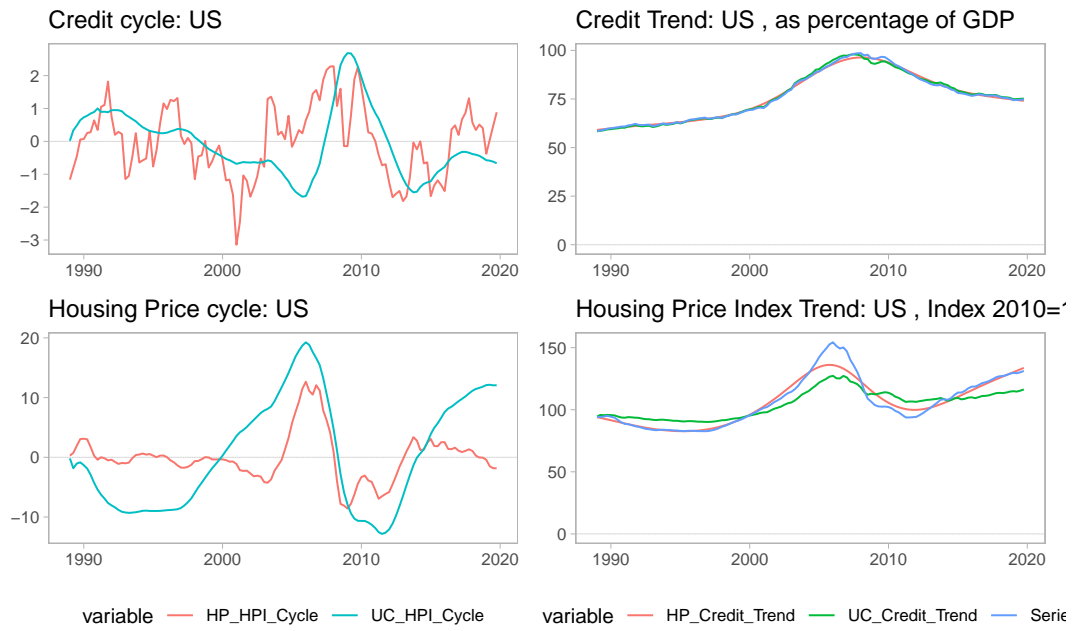 Credit cycle: US
Credit Trend: US , as percentage of GDP
2
1
0
−1
−2
−3
1990 2000 2010 2020
100
75
50
25
0
1990 2000 2010 2020
Housing Price cycle: US
Housing Price Index Trend: US , Index 2010=1
20
10
0
−10
1990 2000 2010 2020
150
100
50
0
1990 2000 2010 2020
variable HP_HPI_Cycle UC_HPI_Cycle
variable HP_Credit_Trend UC_Credit_Trend Serie